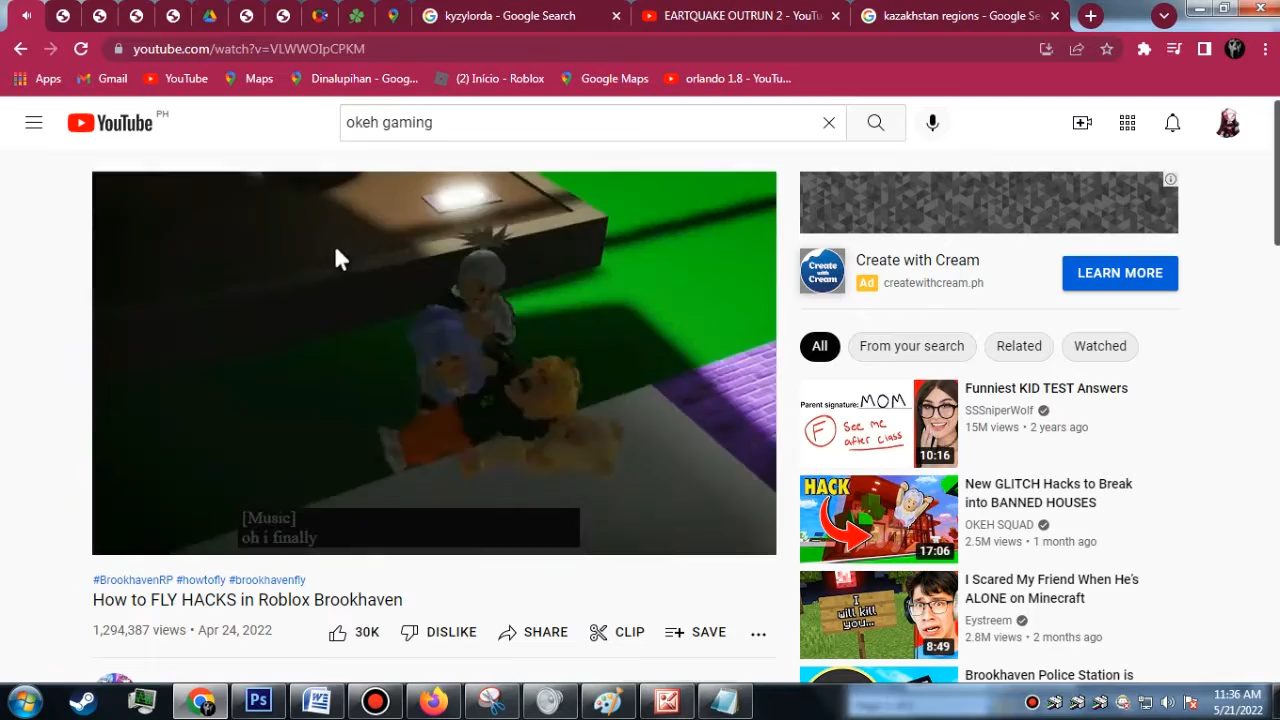 kyzylorda - Google Search
EARTQUAKE OUTRUN 2 - YouTu
kazakhstan regions - Google Se
youtube.com/watch?v=VLWWOIpCPKM
Apps
Gmail
YouTube
Maps
Dinalupihan - Goog...
(2) Início - Roblox
Google Maps
orlando 1.8 - YouTu...
YouTube PH
okeh gaming
[Music]
oh i finally
#BrookhavenRP #howtofly #brookhavenfly
How to FLY HACKS in Roblox Brookhaven
1,294,387 views • Apr 24, 2022
30K
DISLIKE
SHARE
CLIP
SAVE
Create with Cream
Create with Cream
Ad createwithcream.ph
LEARN MORE
All
From your search
Related
Watched
Parent signature: MOM
F
See me
after class
10:16
Funniest KID TEST Answers
SSSniperWolf
15M views • 2 years ago
HACK
17:06
New GLITCH Hacks to Break
into BANNED HOUSES
OKEH SQUAD
2.5M views • 1 month ago
I
will kill
you...
8:49
I Scared My Friend When He's
ALONE on Minecraft
Eystreem
2.8M views • 2 months ago
Brookhaven Police Station is
Ps
W
11:36 AM
5/21/2022